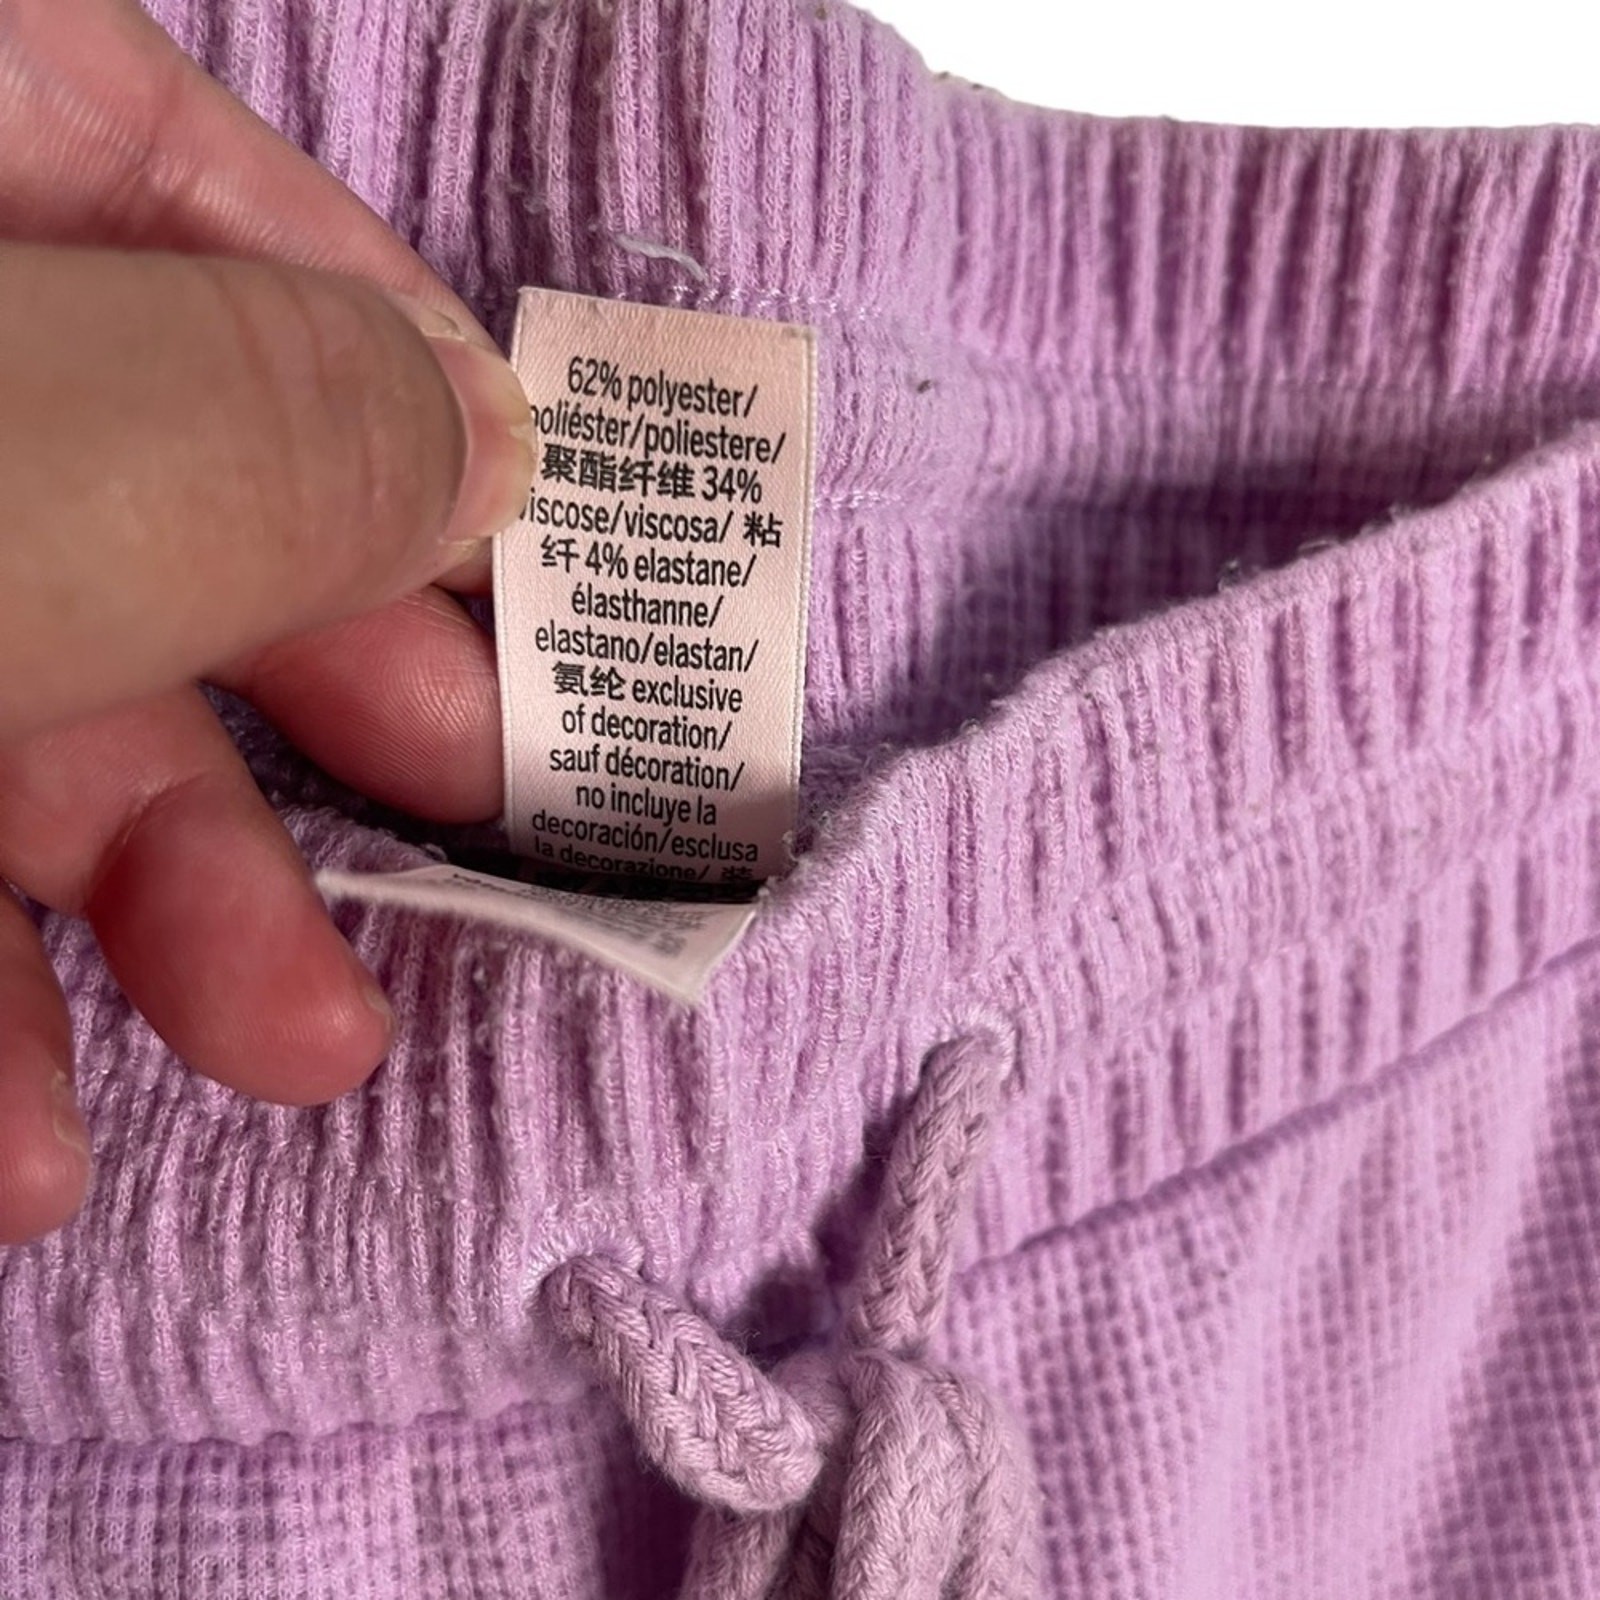 62% polyester/
poliéster/poliestere/
聚酯纤维 34%
viscose/viscosa/ 粘
纤 4% elastane/
élasthanne/
elastano/elastan/
氨纶 exclusive
of decoration/
sauf décoration/
no incluye la
decoración/esclusa
la decorazione/ 装